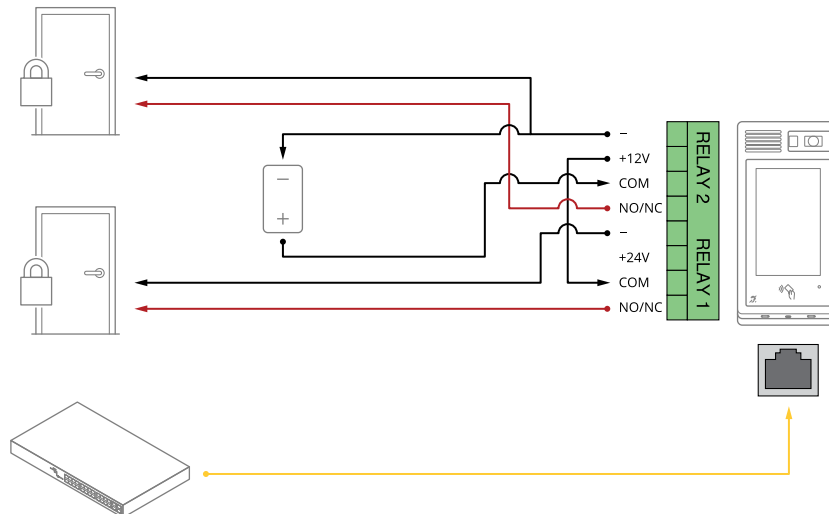 −
+12V
COM
NO/NC
−
+24V
COM
NO/NC
RELAY 2
RELAY 1
−
+